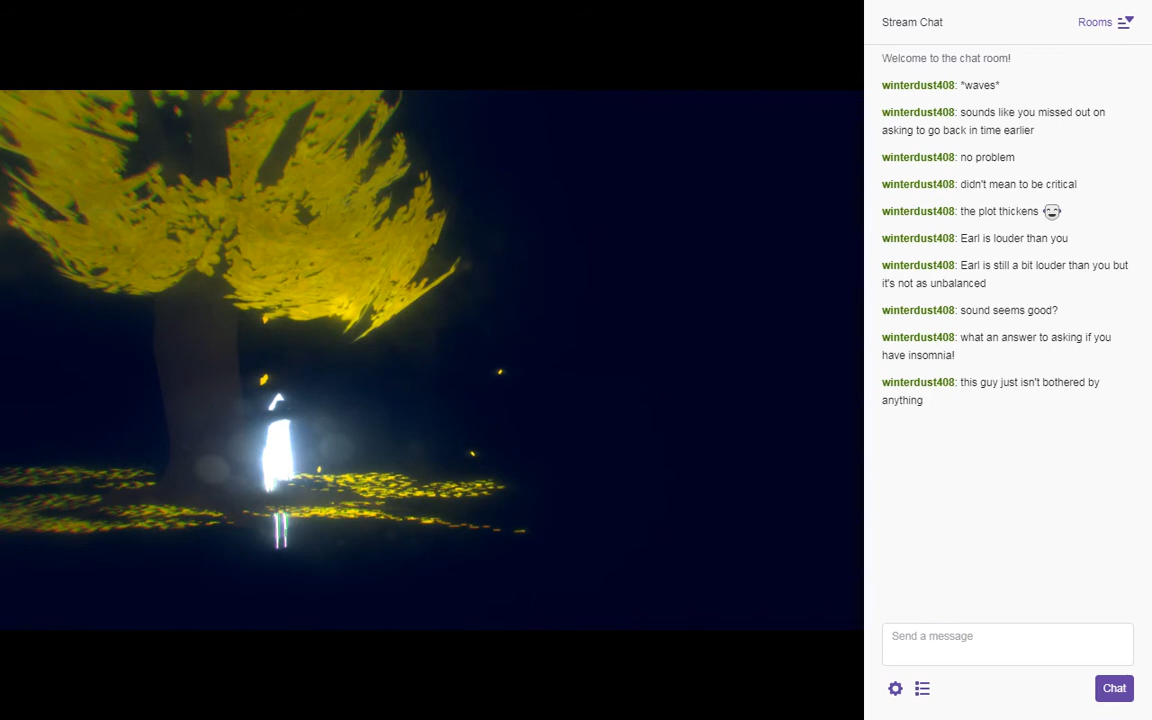 Stream Chat
Rooms
Welcome to the chat room!
winterdust408: *waves*
winterdust408: sounds like you missed out on
asking to go back in time earlier
winterdust408: no problem
winterdust408: didn't mean to be critical
winterdust408: the plot thickens
winterdust408: Earl is louder than you
winterdust408: Earl is still a bit louder than you but
it's not as unbalanced
winterdust408: sound seems good?
winterdust408: what an answer to asking if you
have insomnia!
winterdust408: this guy just isn't bothered by
anything
Send a message
Chat